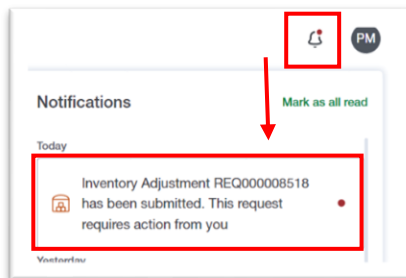 PM
Notifications
Mark as all read
Today
Inventory Adjustment REQ000008518
has been submitted. This request
requires action from you
Yesterday